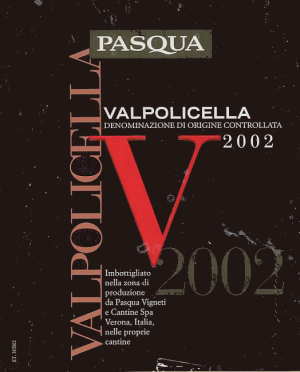 PASQUA
VALPOLICELLA
VALPOLICELLA
DENOMINAZIONE DI ORIGINE CONTROLLATA
2002
V
2002
Imbottigliato
nella zona di
produzione
da Pasqua Vigneti
e Cantine Spa
Verona, Italia,
nelle proprie
cantine